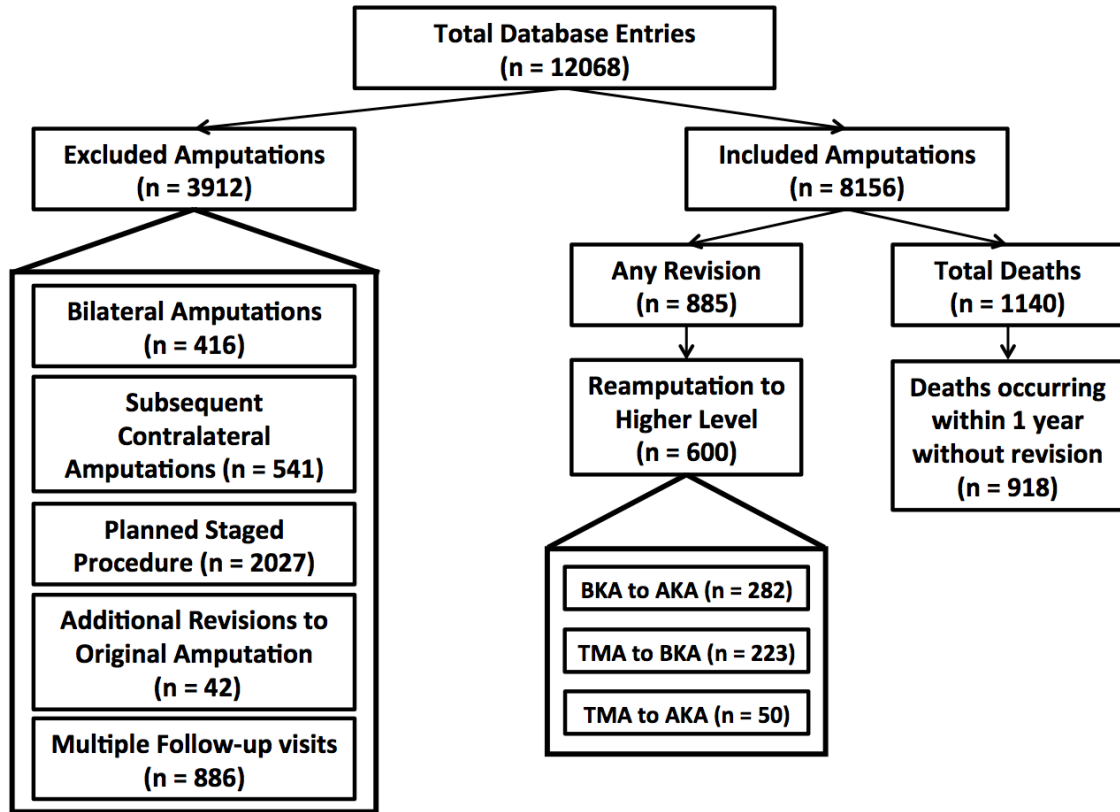 Total Database Entries
(n = 12068)
Excluded Amputations
(n = 3912)
Included Amputations
(n = 8156)
Bilateral Amputations
(n = 416)
Subsequent
Contralateral
Amputations (n = 541)
Planned Staged
Procedure (n = 2027)
Additional Revisions to
Original Amputation
(n = 42)
Multiple Follow-up visits
(n = 886)
Any Revision
(n = 885)
Total Deaths
(n = 1140)
Reamputation to
Higher Level
(n = 600)
Deaths occurring
within 1 year
without revision
(n = 918)
BKA to AKA (n = 282)
TMA to BKA (n = 223)
TMA to AKA (n = 50)